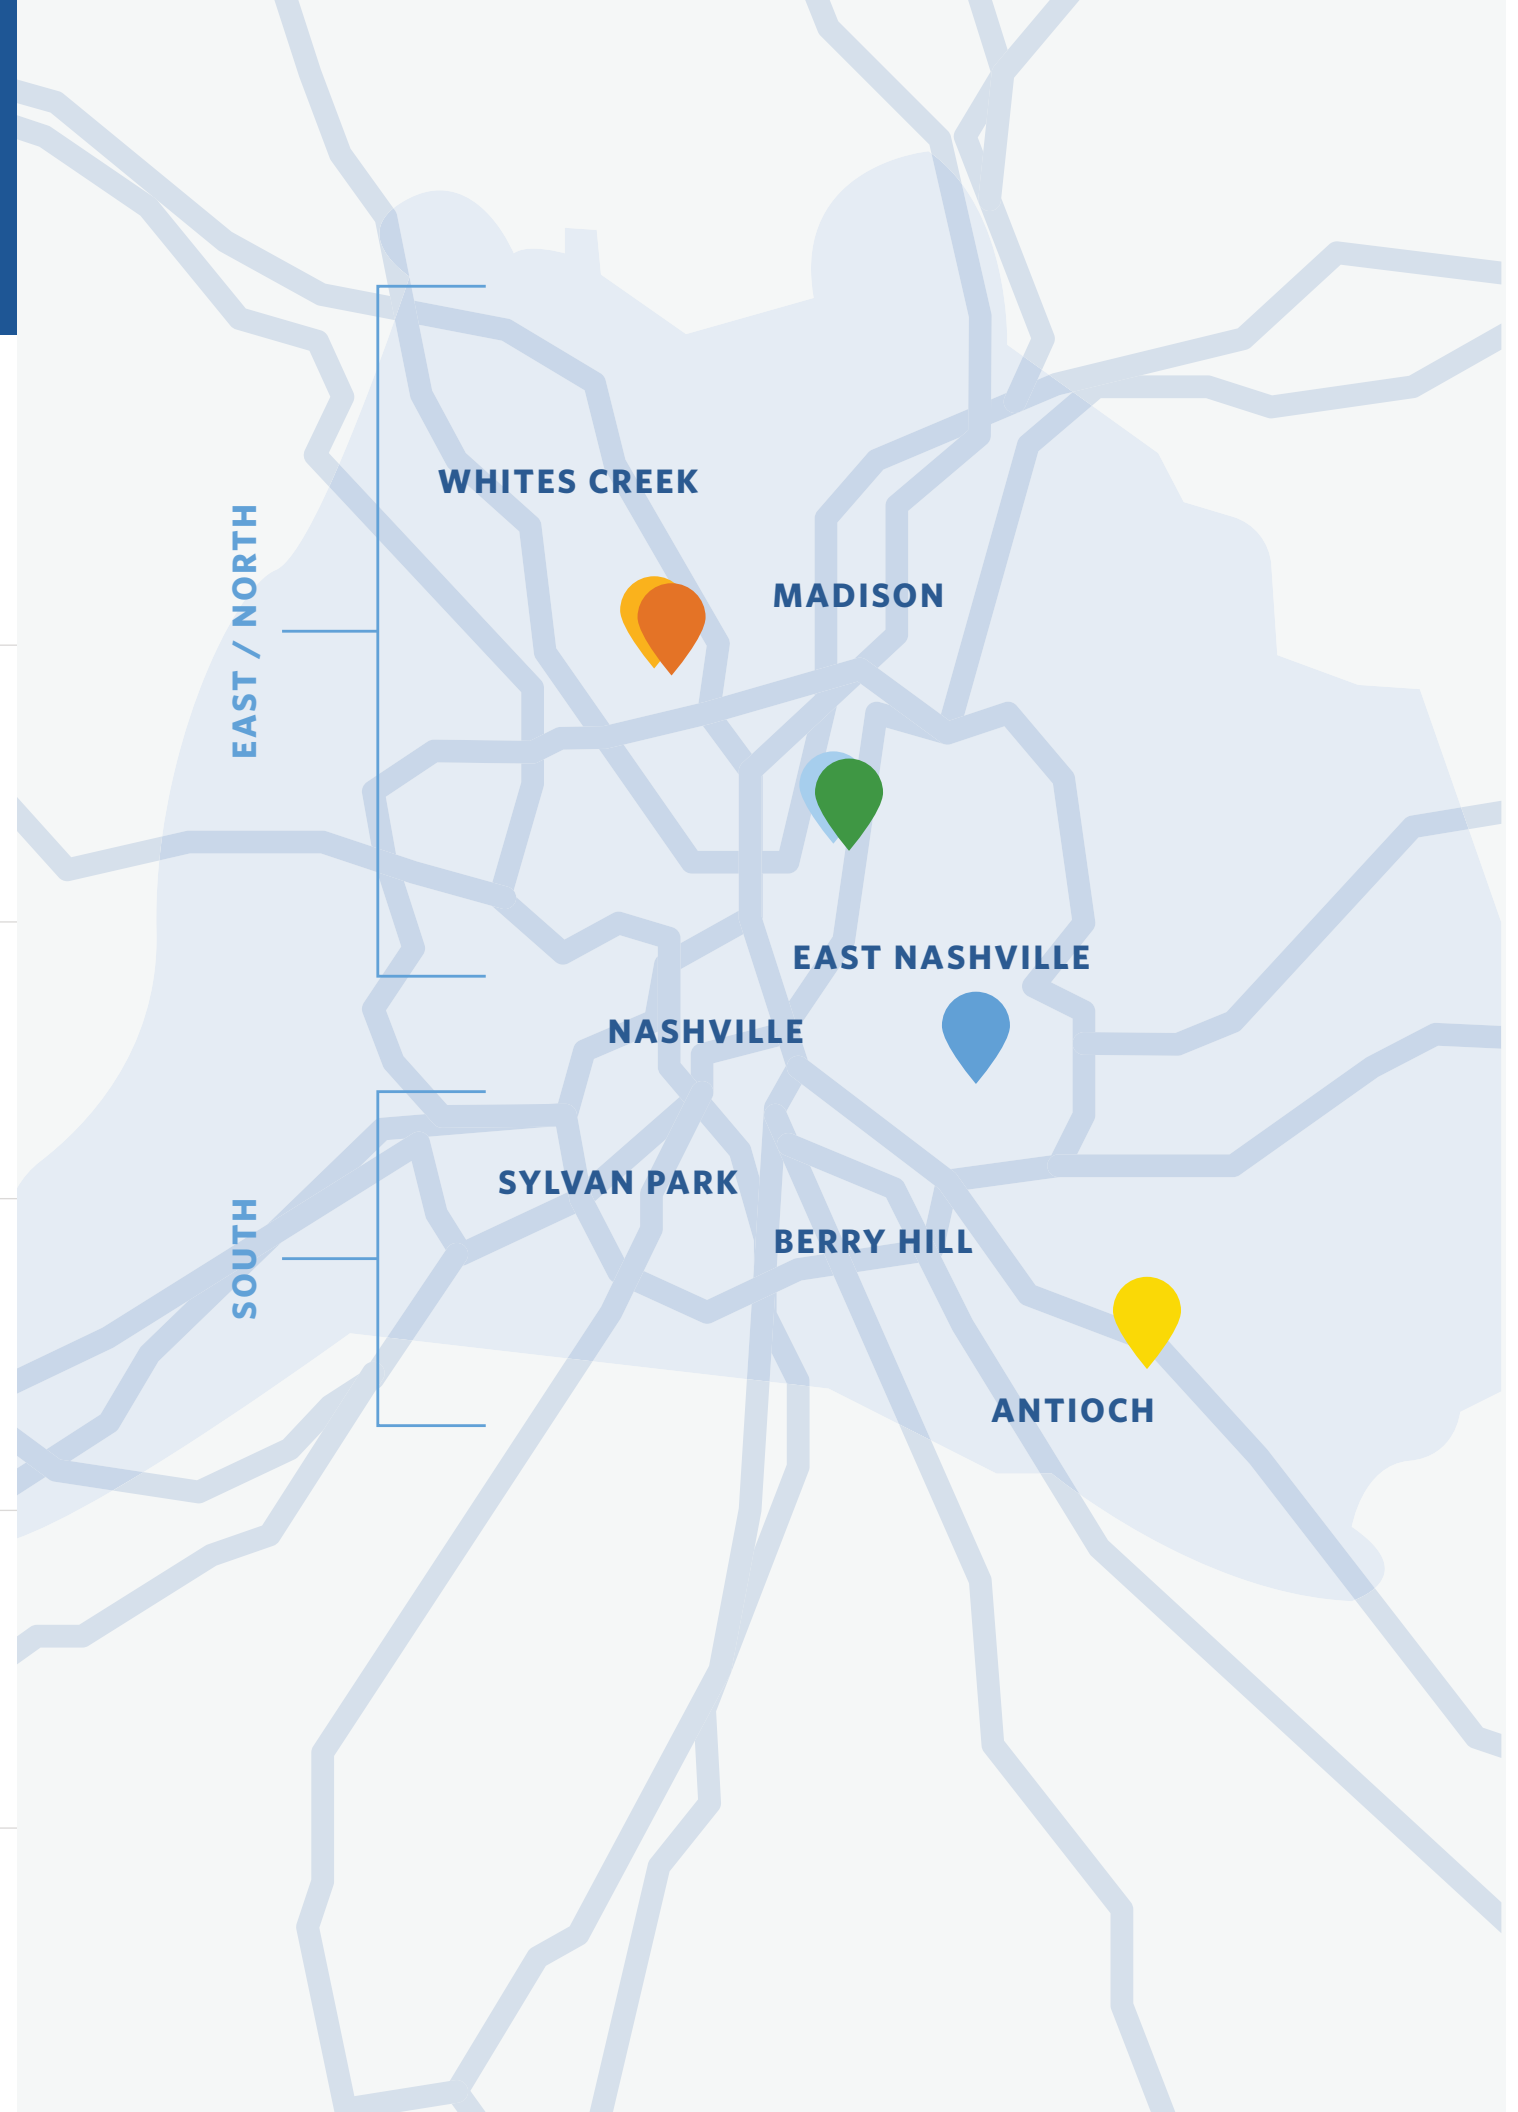 WHITES CREEK
EAST / NORTH
MADISON
EAST NASHVILLE
NASHVILLE
SYLVAN PARK
SOUTH
BERRY HILL
ANTIOCH